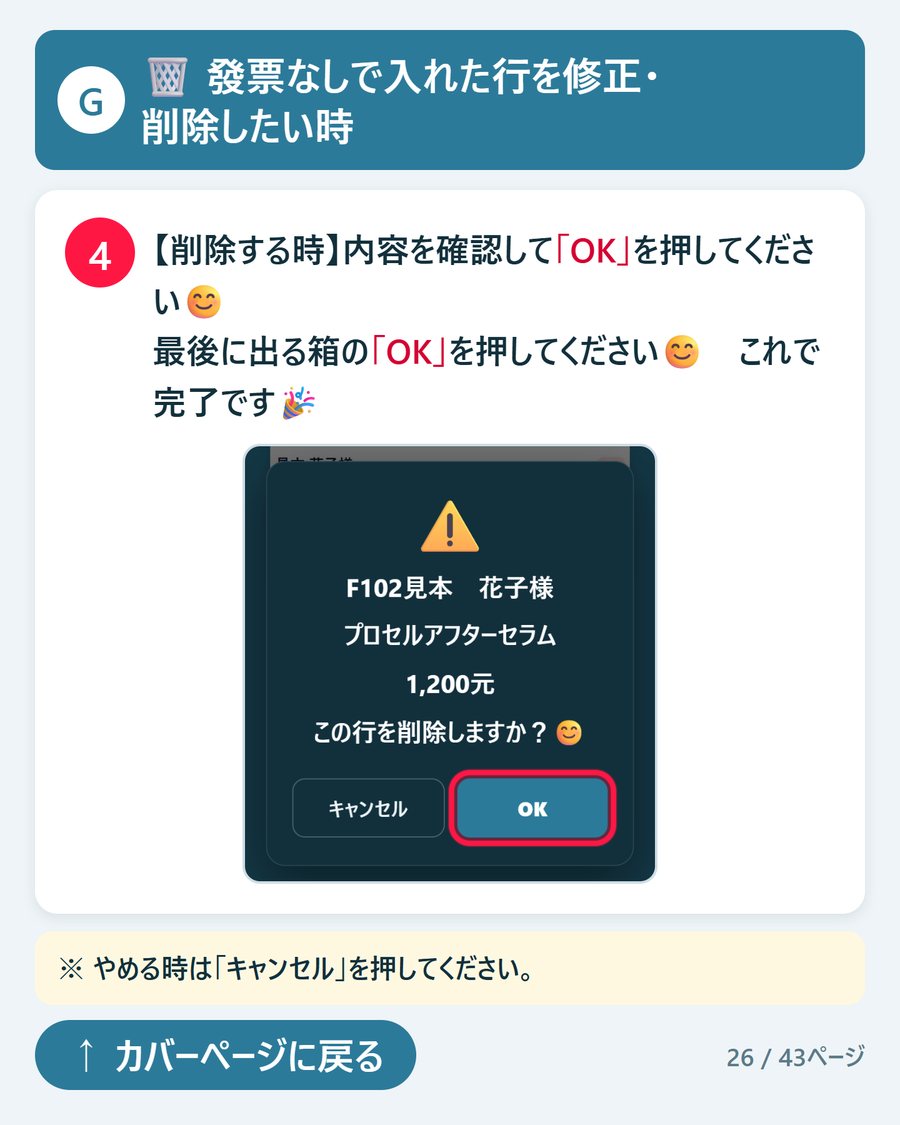 G
🗑️ 發票なしで入れた行を修正・
削除したい時
4
【削除する時】内容を確認して「OK」を押してくださ
い😊
最後に出る箱の「OK」を押してください😊　これで
完了です🎉
⚠️
F102見本　花子様
プロセルアフターセラム
1,200元
この行を削除しますか？😊
キャンセル
OK
※ やめる時は「キャンセル」を押してください。
↑ カバーページに戻る
26 / 43ページ